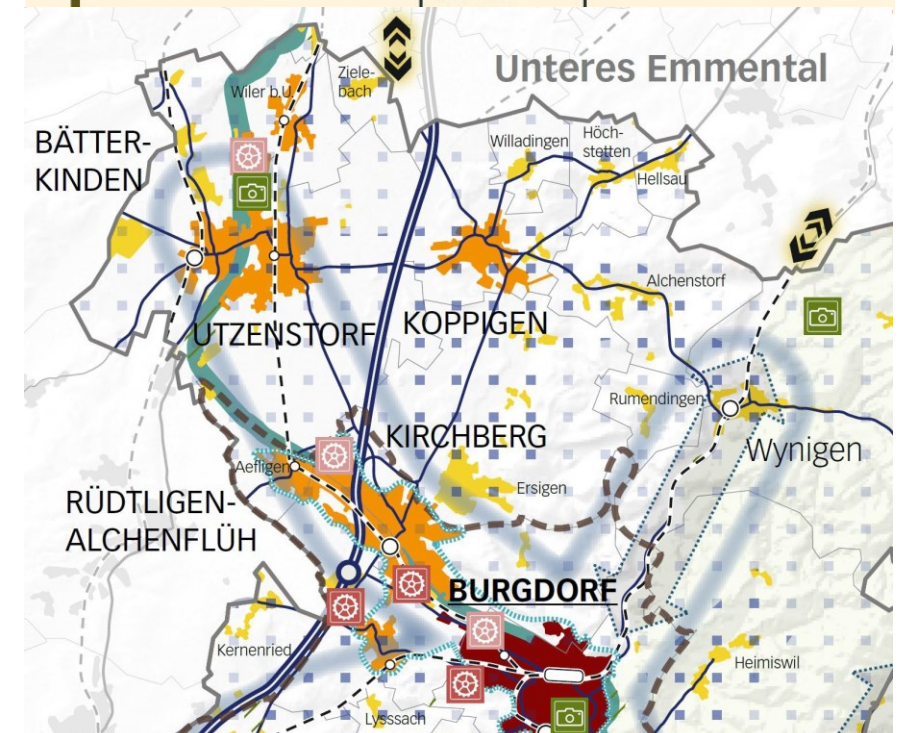 Unteres Emmental
Ziele-
bach
Wiler b.U.
BÄTTER-
KINDEN
Willadingen
Höch-
stetten
Hellsau
Alchenstorf
UTZENSTORF
KOPPIGEN
Rumendingen
KIRCHBERG
Wynigen
Aefligen
Ersigen
RÜDTLIGEN-
ALCHENFLÜH
BURGDORF
Kernenried
Heimiswil
Lysssach